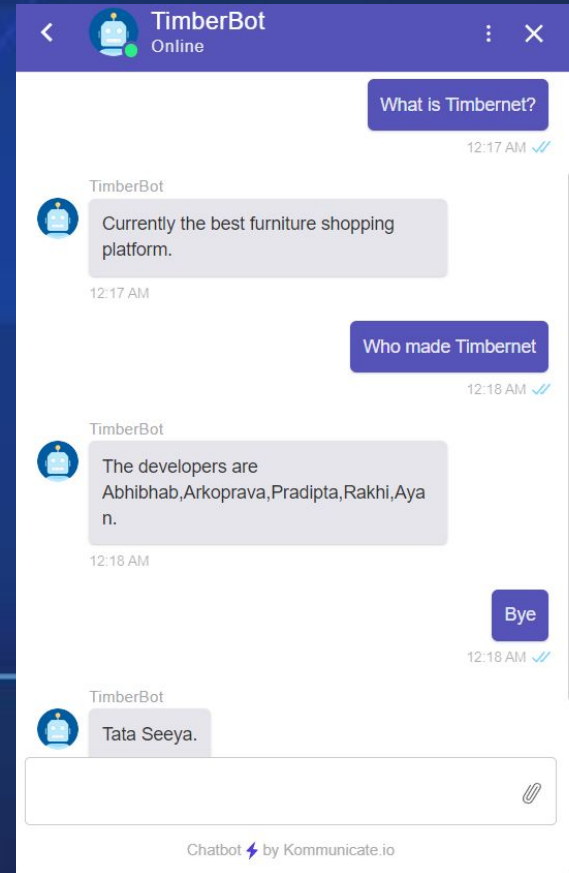 TimberBot
Online
What is Timbernet?
12:17 AM
TimberBot
Currently the best furniture shopping
platform.
12:17 AM
Who made Timbernet
12:18 AM
TimberBot
The developers are
Abhibhab,Arkoprava,Pradipta,Rakhi,Aya
n.
12:18 AM
Bye
12:18 AM
TimberBot
Tata Seeya.
Chatbot by Kommunicate.io